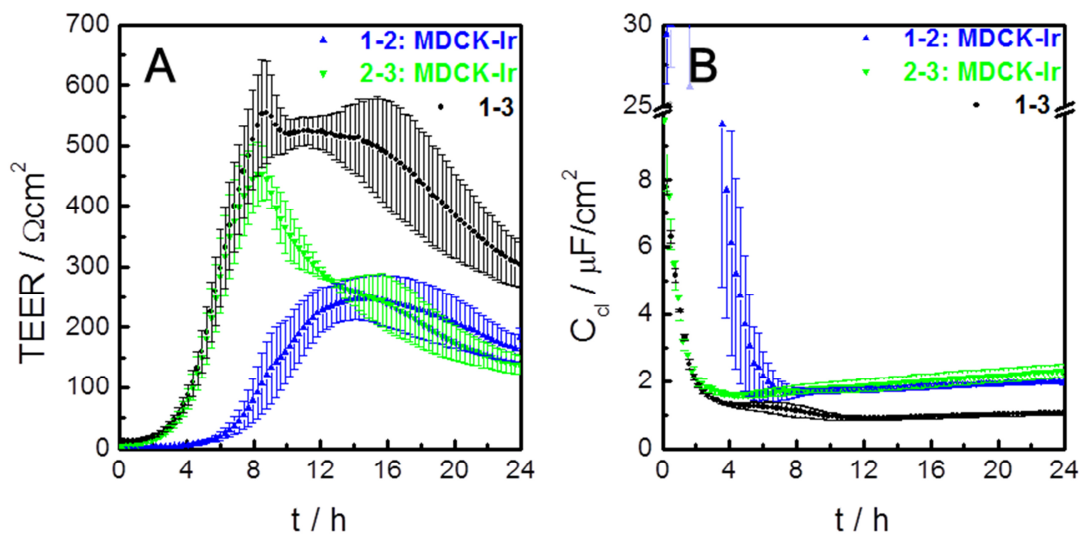 A
1-2: MDCK-Ir
2-3: MDCK-Ir
1-3
TEER / Ωcm²
700
600
500
400
300
200
100
0
0 4 8 12 16 20 24
t / h
B
1-2: MDCK-Ir
2-3: MDCK-Ir
1-3
C_cl / μF/cm²
30
25
8
6
4
2
0
0 4 8 12 16 20 24
t / h